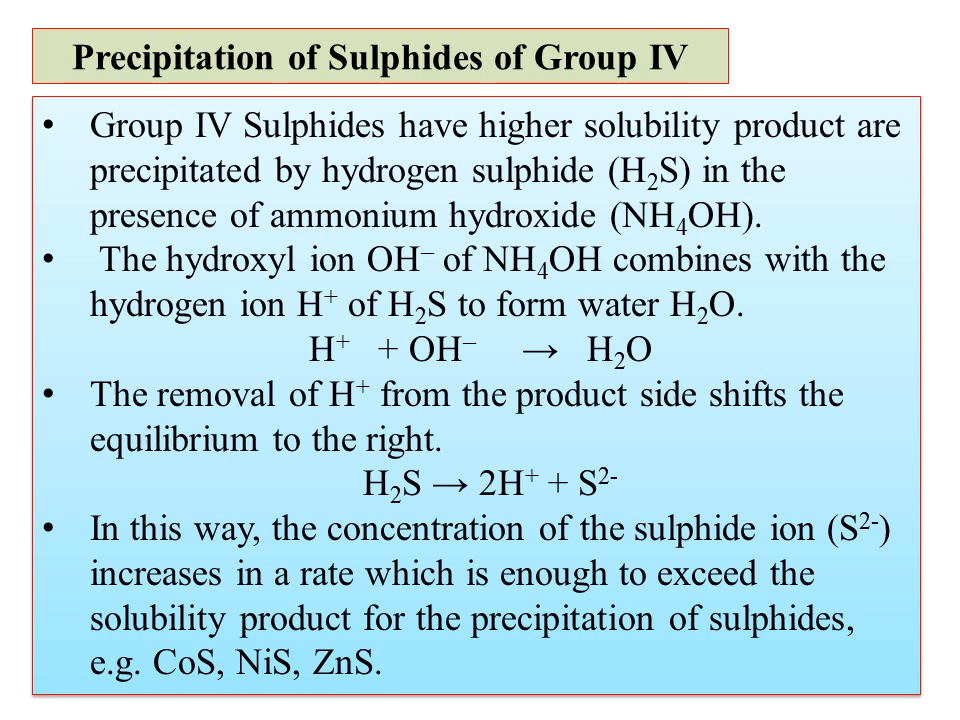 Precipitation of Sulphides of Group IV
• Group IV Sulphides have higher solubility product are
precipitated by hydrogen sulphide (H₂S) in the
presence of ammonium hydroxide (NH₄OH).
• The hydroxyl ion OH⁻ of NH₄OH combines with the
hydrogen ion H⁺ of H₂S to form water H₂O.
H⁺ + OH⁻ → H₂O
• The removal of H⁺ from the product side shifts the
equilibrium to the right.
H₂S → 2H⁺ + S²⁻
• In this way, the concentration of the sulphide ion (S²⁻)
increases in a rate which is enough to exceed the
solubility product for the precipitation of sulphides,
e.g. CoS, NiS, ZnS.